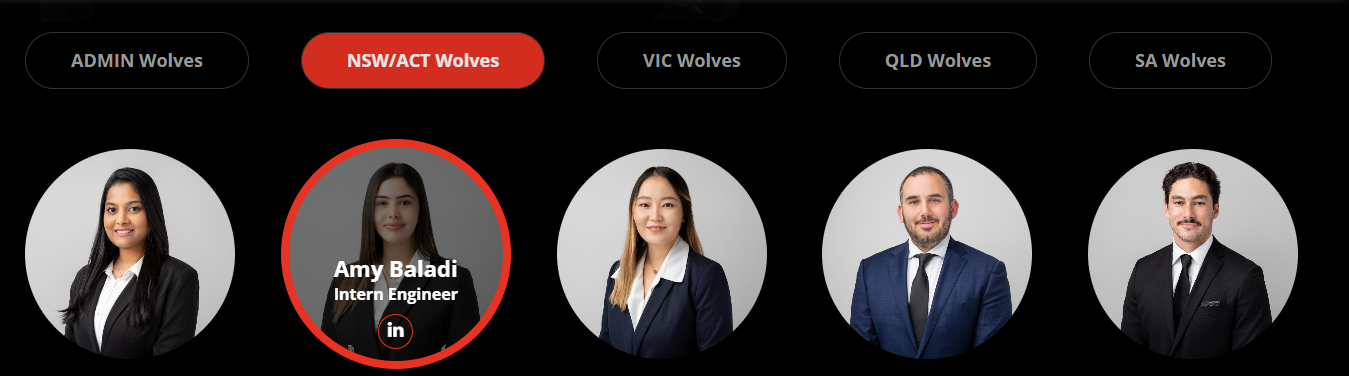 ADMIN Wolves
NSW/ACT Wolves
VIC Wolves
QLD Wolves
SA Wolves
Amy Baladi
Intern Engineer
in